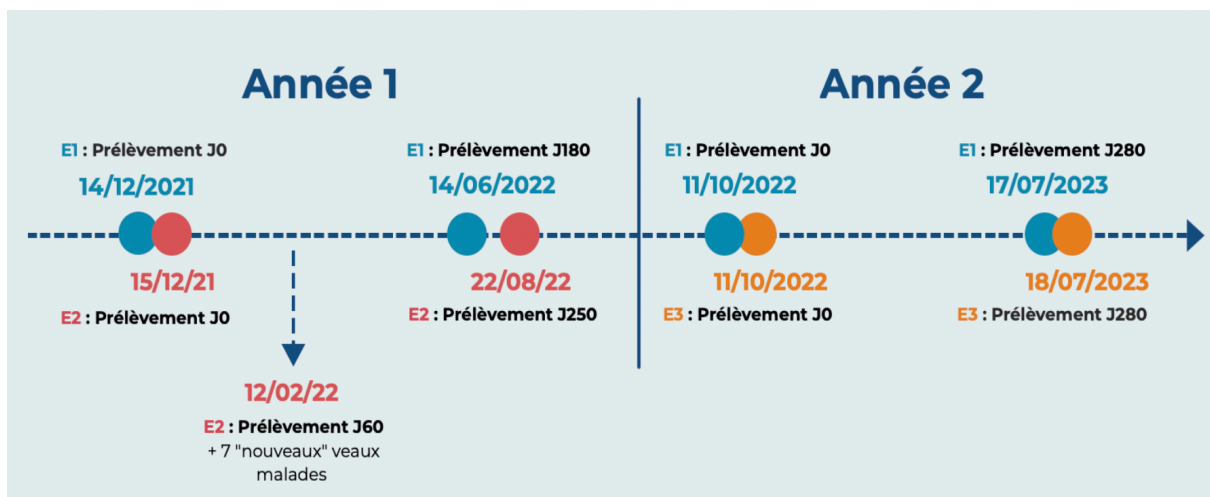 Année 1
Année 2
E1 : Prélèvement J0
14/12/2021
E1 : Prélèvement J180
14/06/2022
E1 : Prélèvement J0
11/10/2022
E1 : Prélèvement J280
17/07/2023
15/12/21
E2 : Prélèvement J0
22/08/22
E2 : Prélèvement J250
11/10/2022
E3 : Prélèvement J0
18/07/2023
E3 : Prélèvement J280
12/02/22
E2 : Prélèvement J60
+ 7 "nouveaux" veaux
malades